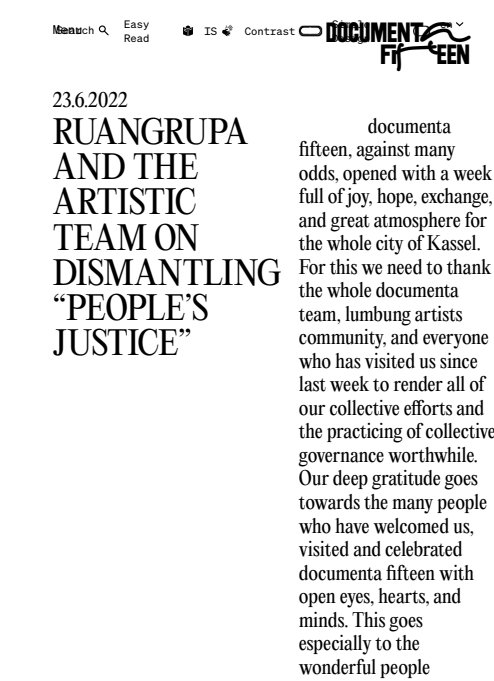 Search
Easy
Read
IS
Contrast
DOCUMENTA
FiFTEEN
23.6.2022
RUANGRUPA
AND THE
ARTISTIC
TEAM ON
DISMANTLING
“PEOPLE’S
JUSTICE”
documenta
fifteen, against many
odds, opened with a week
full of joy, hope, exchange,
and great atmosphere for
the whole city of Kassel.
For this we need to thank
the whole documenta
team, lumbung artists
community, and everyone
who has visited us since
last week to render all of
our collective efforts and
the practicing of collective
governance worthwhile.
Our deep gratitude goes
towards the many people
who have welcomed us,
visited and celebrated
documenta fifteen with
open eyes, hearts, and
minds. This goes
especially to the
wonderful people